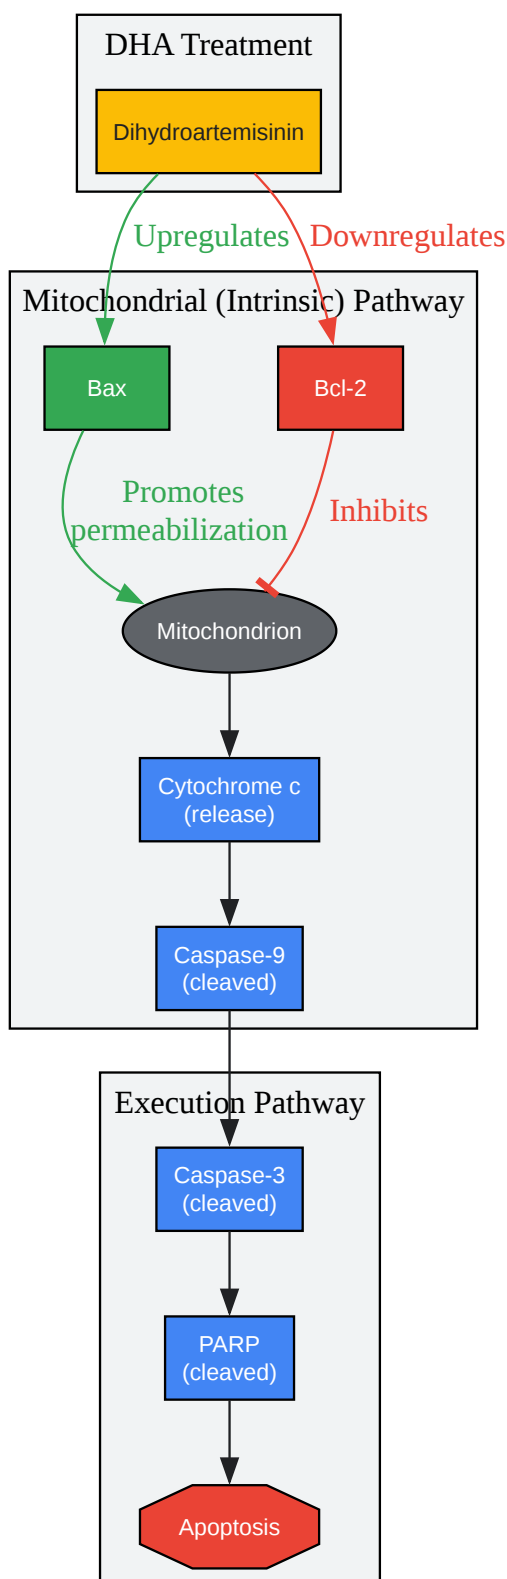 DHA Treatment
Dihydroartemisinin
Upregulates
Downregulates
Mitochondrial (Intrinsic) Pathway
Bax
Bcl-2
Promotes
permeabilization
Inhibits
Mitochondrion
Cytochrome c
(release)
Caspase-9
(cleaved)
Execution Pathway
Caspase-3
(cleaved)
PARP
(cleaved)
Apoptosis